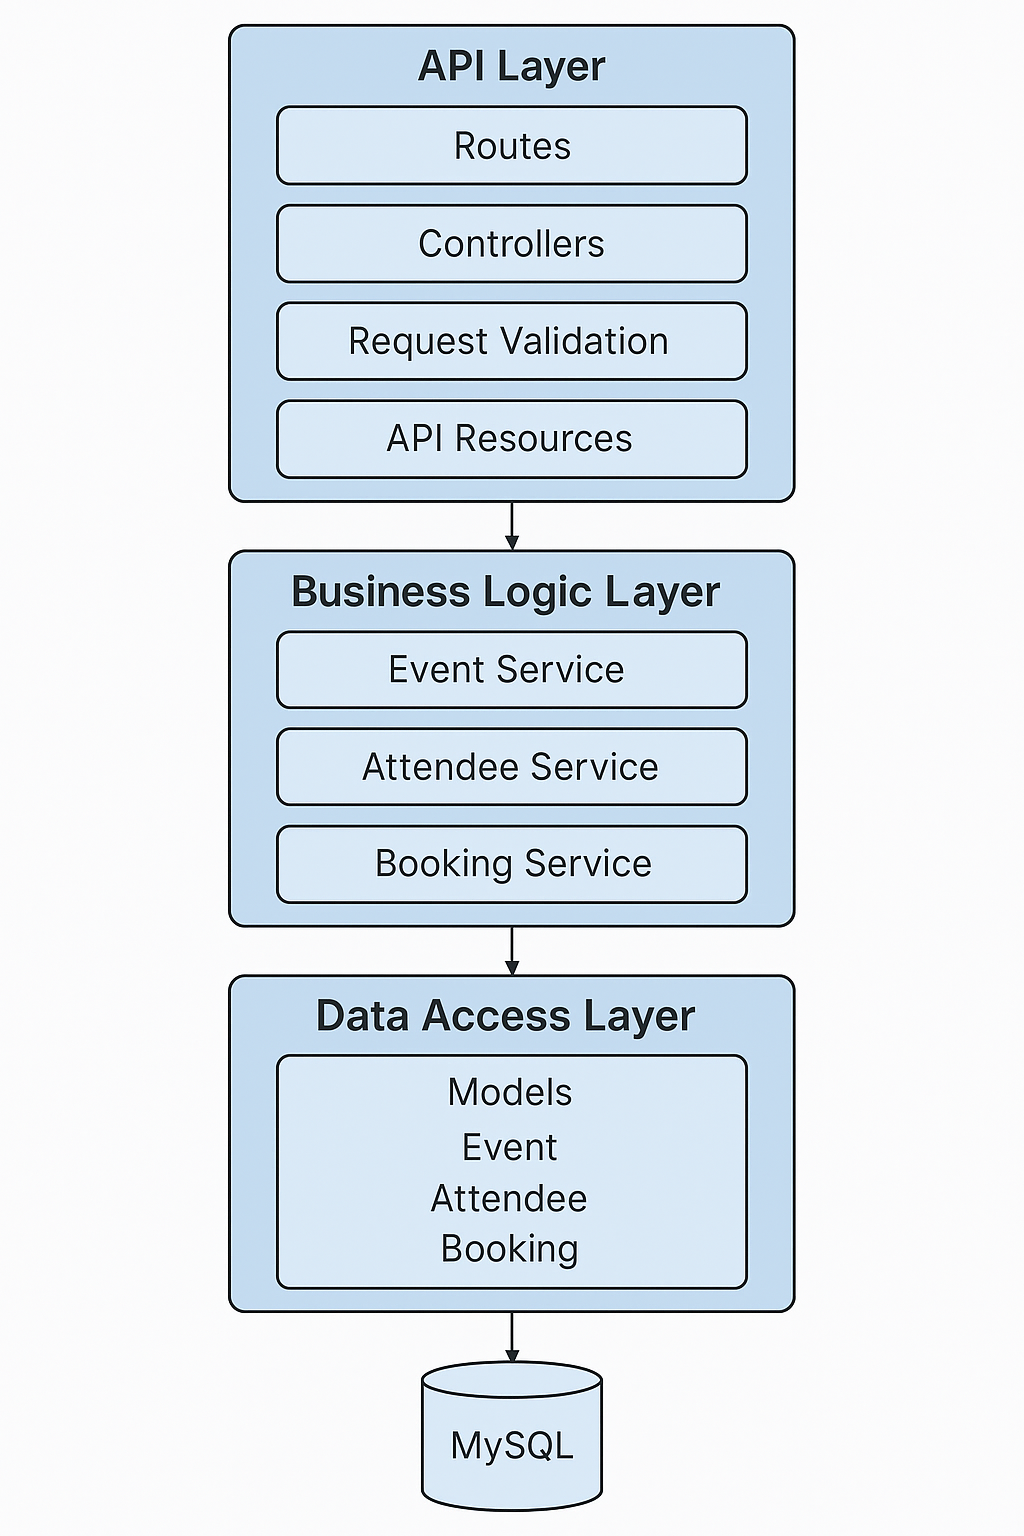 API Layer
Routes
Controllers
Request Validation
API Resources
Business Logic Layer
Event Service
Attendee Service
Booking Service
Data Access Layer
Models
Event
Attendee
Booking
MySQL